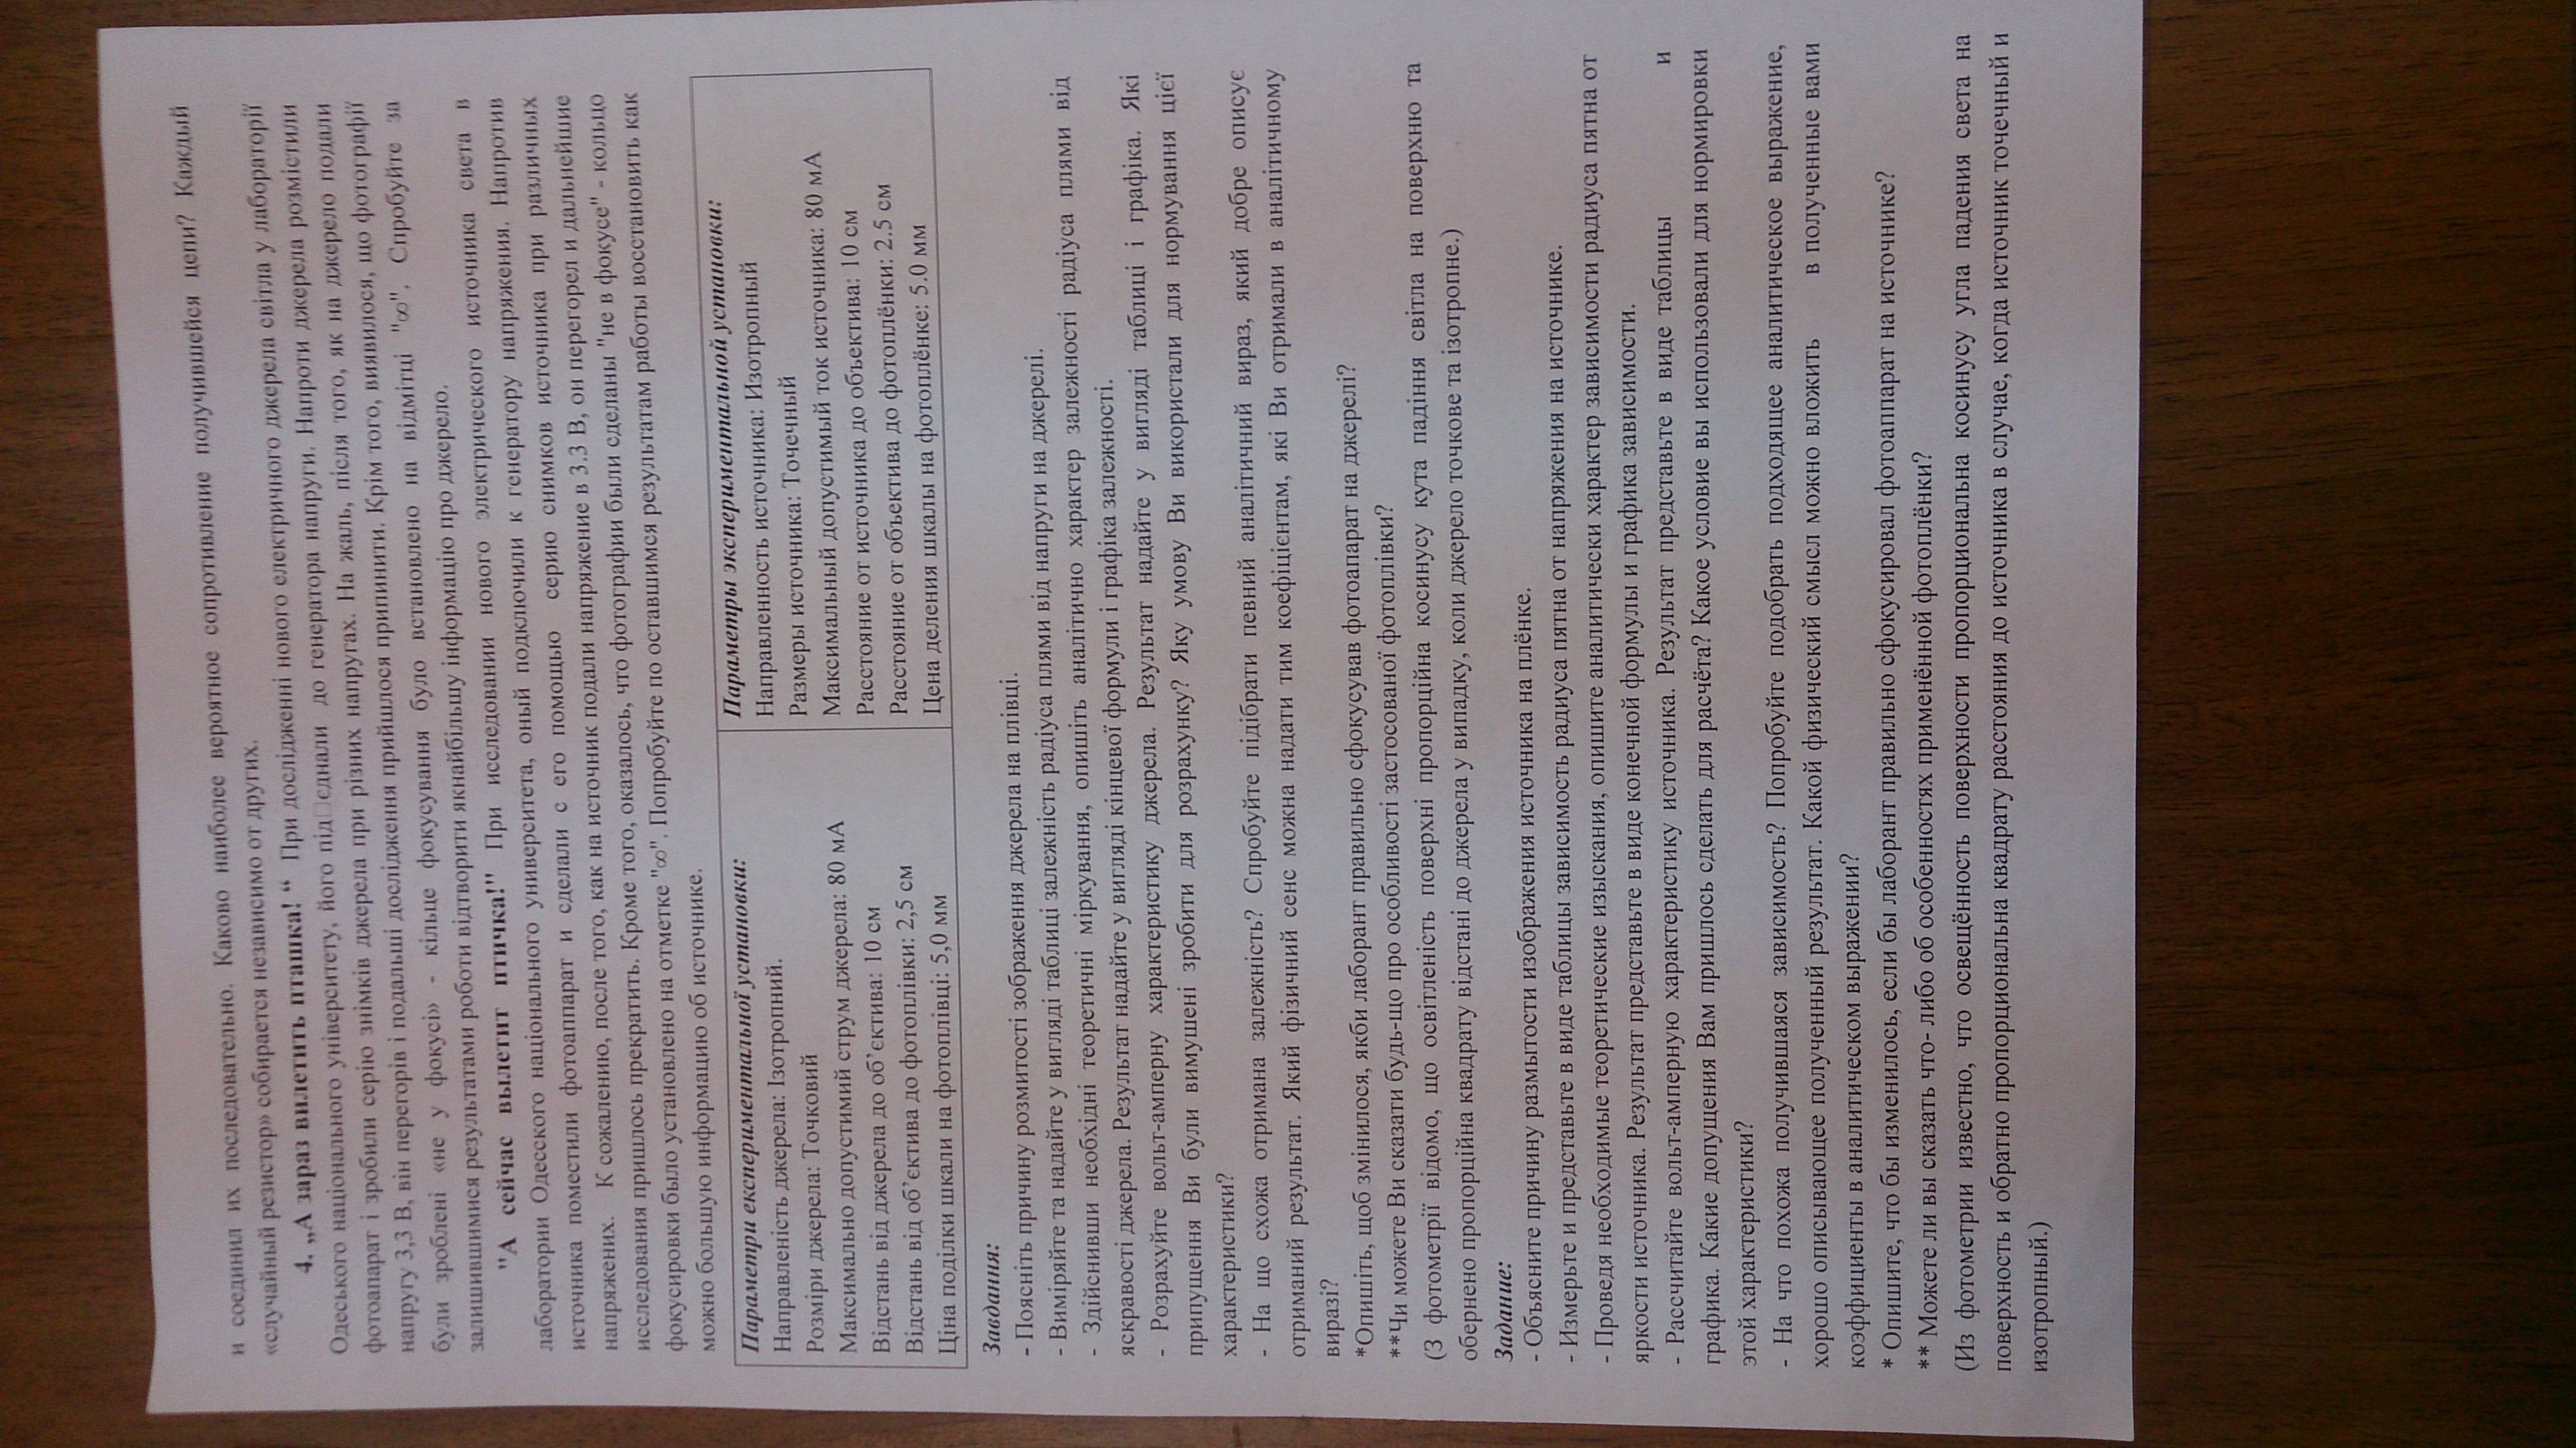 и соединил их последовательно. Каково наиболее вероятное сопротивление получившейся цепи? Каждый
«случайный резистор» собирается независимо от других.
4. „А зараз вилетить пташка! “ При дослідженні нового електричного джерела світла у лабораторії
Одеського національного університету, його під□єднали до генератора напруги. Напроти джерела розмістили
фотоапарат і зробили серію знімків джерела при різних напругах. На жаль, після того, як на джерело подали
напругу 3,3 В, він перегорів і подальші дослідження прийшлося припинити. Крім того, виявилося, що фотографії
були зроблені «не у фокусі» - кільце фокусування було встановлено на відмітці "∞". Спробуйте за
залишившимися результатами роботи відтворити якнайбільшу інформацію про джерело.
"А сейчас вылетит птичка!" При исследовании нового электрического источника света в
лаборатории Одесского национального университета, оный подключили к генератору напряжения. Напротив
источника поместили фотоаппарат и сделали с его помощью серию снимков источника при различных
напряжениях. К сожалению, после того, как на источник подали напряжение в 3.3 В, он перегорел и дальнейшие
исследования пришлось прекратить. Кроме того, оказалось, что фотографии были сделаны "не в фокусе" - кольцо
фокусировки было установлено на отметке "∞". Попробуйте по оставшимся результатам работы восстановить как
можно большую информацию об источнике.
Параметри експериментальної установки:
Направленість джерела: Ізотропний.
Розміри джерела: Точковий
Максимально допустимий струм джерела: 80 мА
Відстань від джерела до об’єктива: 10 см
Відстань від об’єктива до фотоплівки: 2,5 см
Ціна поділки шкали на фотоплівці: 5,0 мм
Параметры экспериментальной установки:
Направленность источника: Изотропный
Размеры источника: Точечный
Максимальный допустимый ток источника: 80 мА
Расстояние от источника до объектива: 10 см
Расстояние от объектива до фотоплёнки: 2.5 см
Цена деления шкалы на фотоплёнке: 5.0 мм
Завдання:
- Поясніть причину розмитості зображення джерела на плівці.
- Виміряйте та надайте у вигляді таблиці залежність радіуса плями від напруги на джерелі.
- Здійснивши необхідні теоретичні міркування, опишіть аналітично характер залежності радіуса плями від
яскравості джерела. Результат надайте у вигляді кінцевої формули і графіка залежності.
- Розрахуйте вольт-амперну характеристику джерела. Результат надайте у вигляді таблиці і графіка. Які
припущення Ви були вимушені зробити для розрахунку? Яку умову Ви використали для нормування цієї
характеристики?
- На що схожа отримана залежність? Спробуйте підібрати певний аналітичний вираз, який добре описує
отриманий результат. Який фізичний сенс можна надати тим коефіцієнтам, які Ви отримали в аналітичному
виразі?
*Опишіть, щоб змінилося, якби лаборант правильно сфокусував фотоапарат на джерелі?
**Чи можете Ви сказати будь-що про особливості застосованої фотоплівки?
(З фотометрії відомо, що освітленість поверхні пропорційна косинусу кута падіння світла на поверхню та
обернено пропорційна квадрату відстані до джерела у випадку, коли джерело точкове та ізотропне.)
Задание:
- Объясните причину размытости изображения источника на плёнке.
- Измерьте и представьте в виде таблицы зависимость радиуса пятна от напряжения на источнике.
- Проведя необходимые теоретические изыскания, опишите аналитически характер зависимости радиуса пятна от
яркости источника. Результат представьте в виде конечной формулы и графика зависимости.
- Рассчитайте вольт-амперную характеристику источника. Результат представьте в виде таблицы и
графика. Какие допущения Вам пришлось сделать для расчёта? Какое условие вы использовали для нормировки
этой характеристики?
- На что похожа получившаяся зависимость? Попробуйте подобрать подходящее аналитическое выражение,
хорошо описывающее полученный результат. Какой физический смысл можно вложить в полученные вами
коэффициенты в аналитическом выражении?
* Опишите, что бы изменилось, если бы лаборант правильно сфокусировал фотоаппарат на источнике?
** Можете ли вы сказать что- либо об особенностях применённой фотоплёнки?
(Из фотометрии известно, что освещённость поверхности пропорциональна косинусу угла падения света на
поверхность и обратно пропорциональна квадрату расстояния до источника в случае, когда источник точечный и
изотропный.)